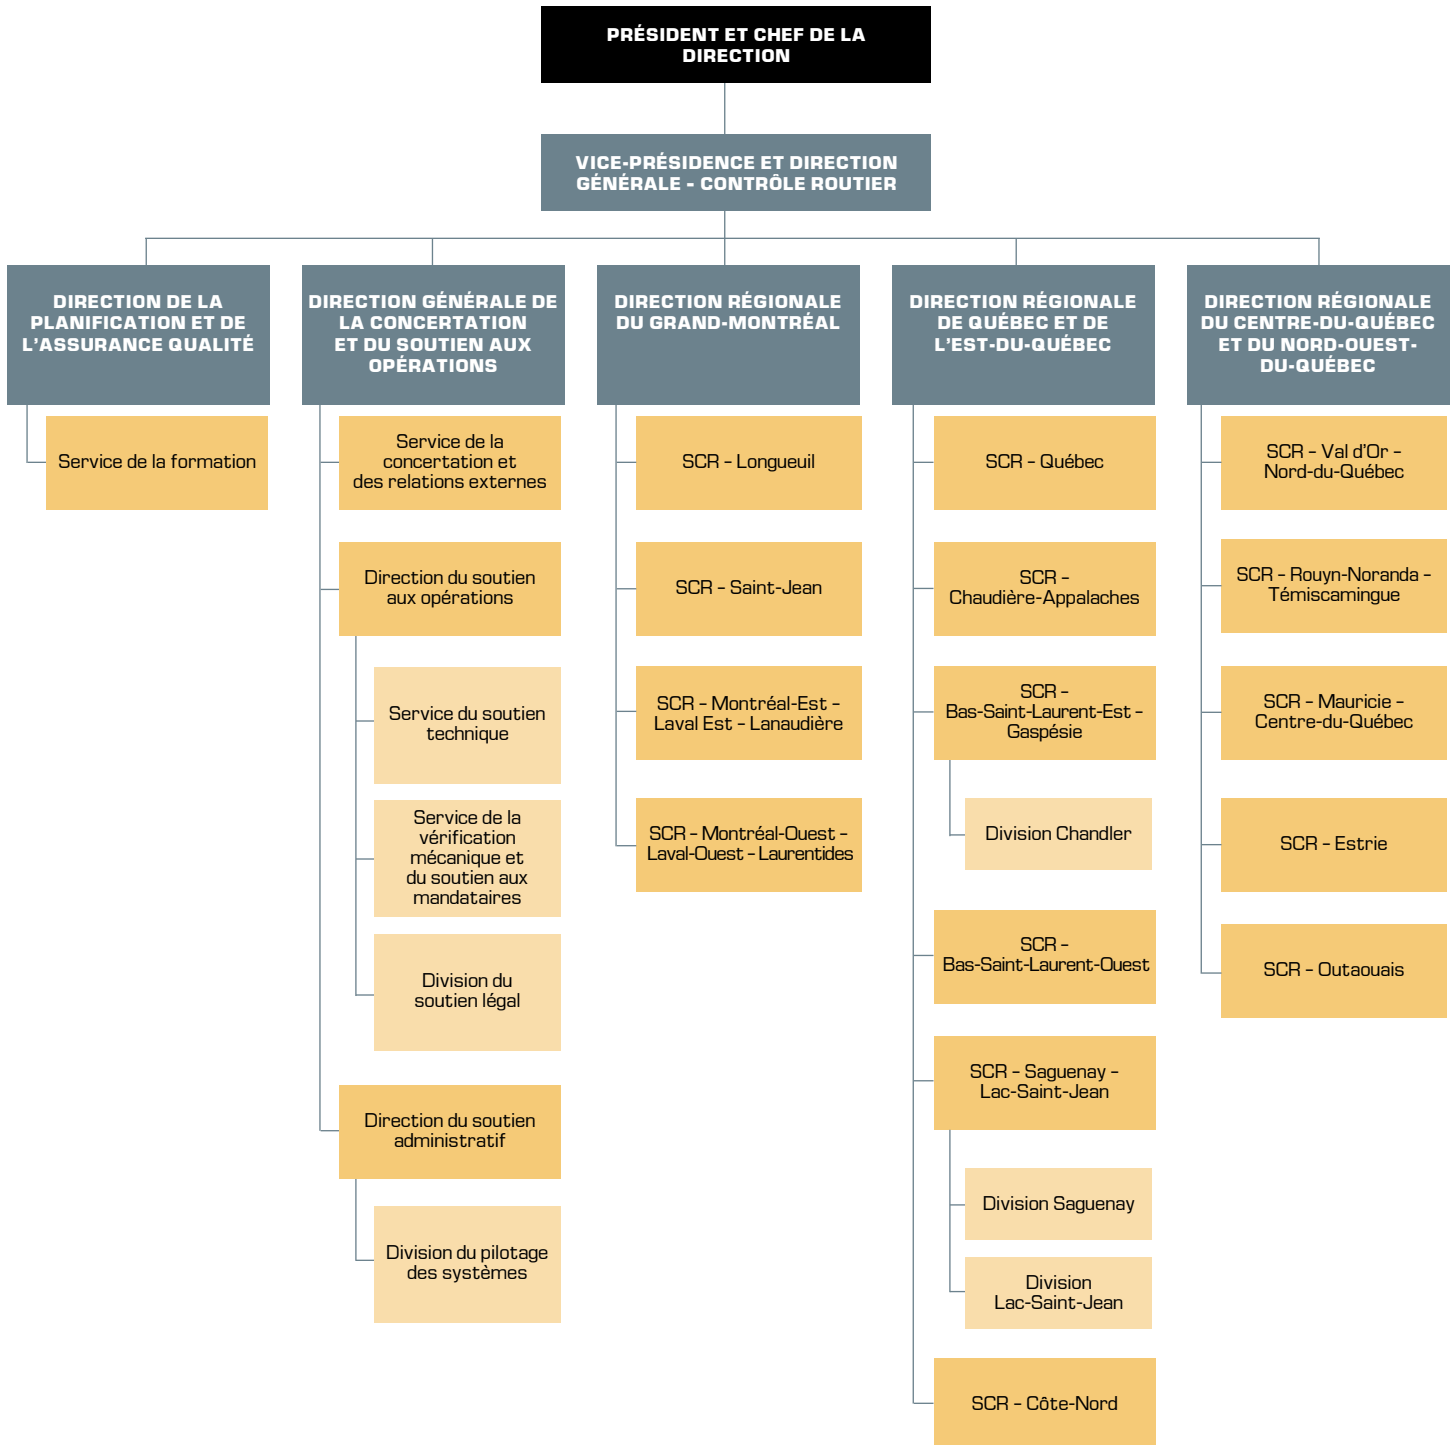 PRÉSIDENT ET CHEF DE LA
DIRECTION
VICE-PRÉSIDENCE ET DIRECTION
GÉNÉRALE – CONTRÔLE ROUTIER
DIRECTION DE LA
PLANIFICATION ET DE
L'ASSURANCE QUALITÉ
Service de la formation
DIRECTION GÉNÉRALE DE
LA CONCERTATION
ET DU SOUTIEN AUX
OPÉRATIONS
Service de la
concertation et
des relations externes
Direction du soutien
aux opérations
Service du soutien
technique
Service de la
vérification
mécanique et
du soutien aux
mandataires
Division du
soutien légal
Direction du soutien
administratif
Division du pilotage
des systèmes
DIRECTION RÉGIONALE
DU GRAND-MONTRÉAL
SCR – Longueuil
SCR – Saint-Jean
SCR – Montréal-Est –
Laval Est – Lanaudière
SCR – Montréal-Ouest –
Laval-Ouest – Laurentides
DIRECTION RÉGIONALE
DE QUÉBEC ET DE
L'EST-DU-QUÉBEC
SCR – Québec
SCR –
Chaudière-Appalaches
SCR –
Bas-Saint-Laurent-Est –
Gaspésie
Division Chandler
SCR –
Bas-Saint-Laurent-Ouest
SCR – Saguenay –
Lac-Saint-Jean
Division Saguenay
Division
Lac-Saint-Jean
SCR – Côte-Nord
DIRECTION RÉGIONALE
DU CENTRE-DU-QUÉBEC
ET DU NORD-OUEST-
DU-QUÉBEC
SCR – Val d'Or –
Nord-du-Québec
SCR – Rouyn-Noranda –
Témiscamingue
SCR – Mauricie –
Centre-du-Québec
SCR – Estrie
SCR – Outaouais